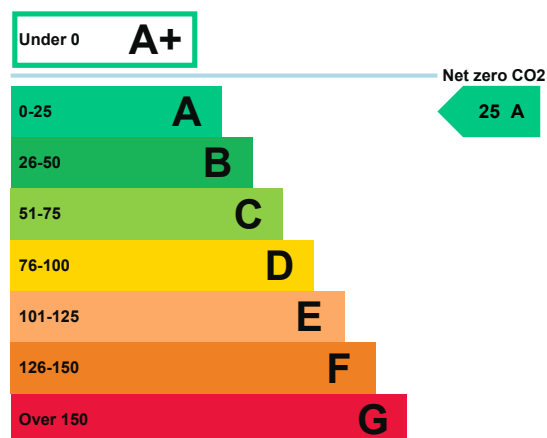 Under 0 A+
Net zero CO2
0-25 A
25 A
26-50 B
51-75 C
76-100 D
101-125 E
126-150 F
Over 150 G